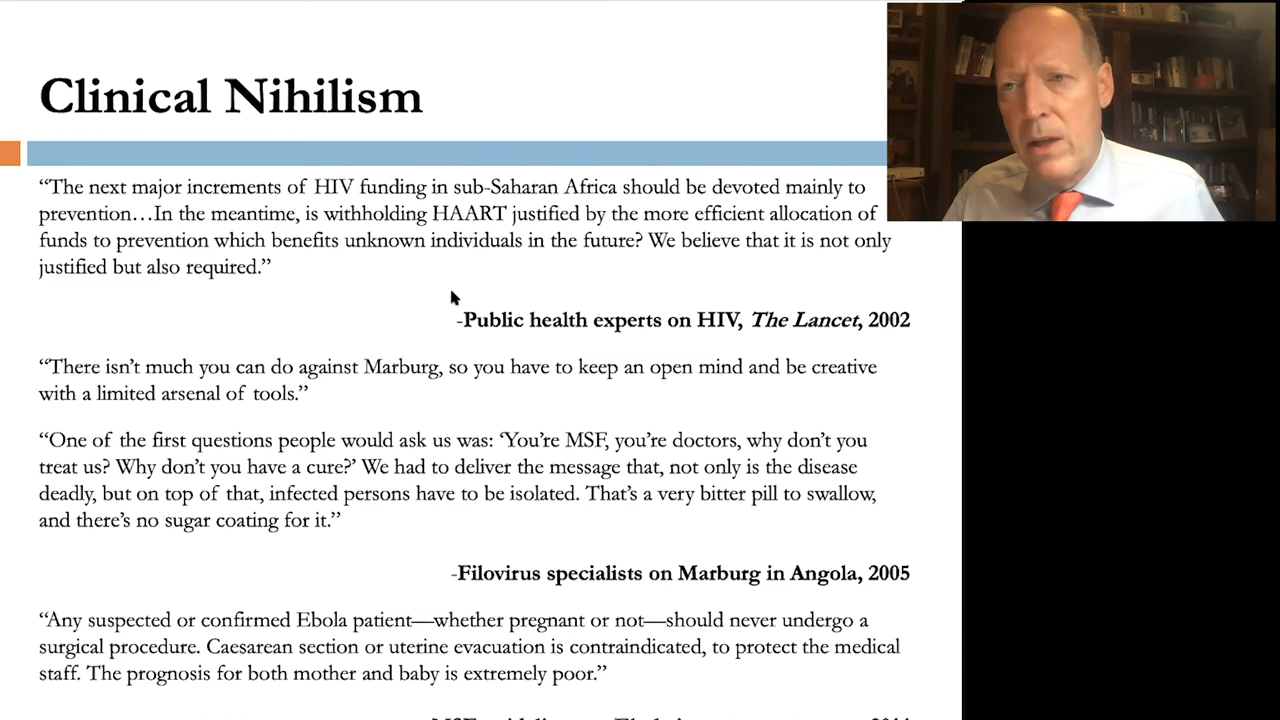 Clinical Nihilism
“The next major increments of HIV funding in sub-Saharan Africa should be devoted mainly to
prevention…In the meantime, is withholding HAART justified by the more efficient allocation of
funds to prevention which benefits unknown individuals in the future? We believe that it is not only
justified but also required.”
-Public health experts on HIV, The Lancet, 2002
“There isn’t much you can do against Marburg, so you have to keep an open mind and be creative
with a limited arsenal of tools.”
“One of the first questions people would ask us was: ‘You’re MSF, you’re doctors, why don’t you
treat us? Why don’t you have a cure?’ We had to deliver the message that, not only is the disease
deadly, but on top of that, infected persons have to be isolated. That’s a very bitter pill to swallow,
and there’s no sugar coating for it.”
-Filovirus specialists on Marburg in Angola, 2005
“Any suspected or confirmed Ebola patient—whether pregnant or not—should never undergo a
surgical procedure. Caesarean section or uterine evacuation is contraindicated, to protect the medical
staff. The prognosis for both mother and baby is extremely poor.”